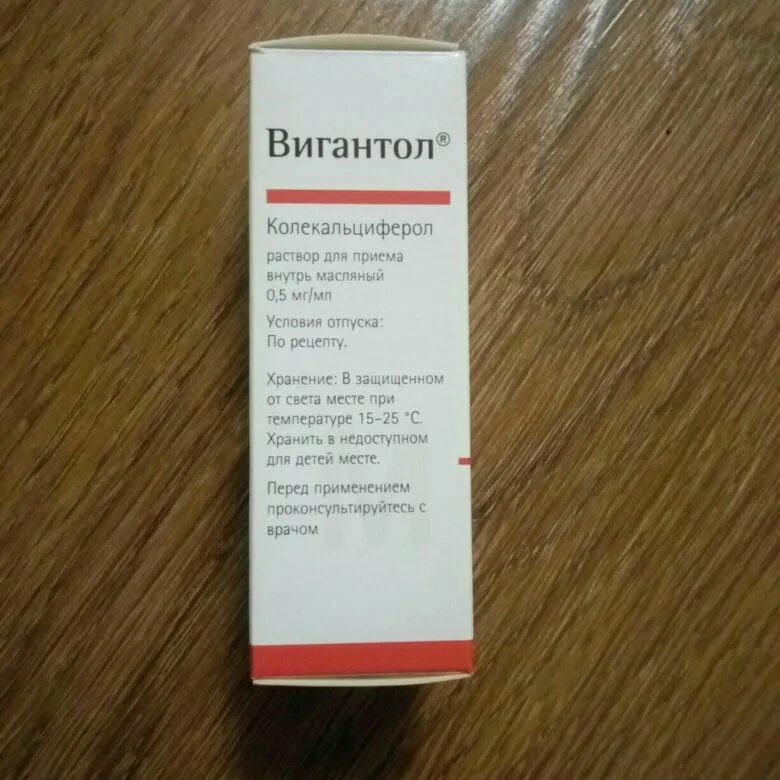 Вигантол®
Колекальциферол
раствор для приема
внутрь масляный
0,5 мг/мл
Условия отпуска:
По рецепту.
Хранение: В защищенном
от света месте при
температуре 15-25 °C.
Хранить в недоступном
для детей месте.
Перед применением
проконсультируйтесь с
врачом